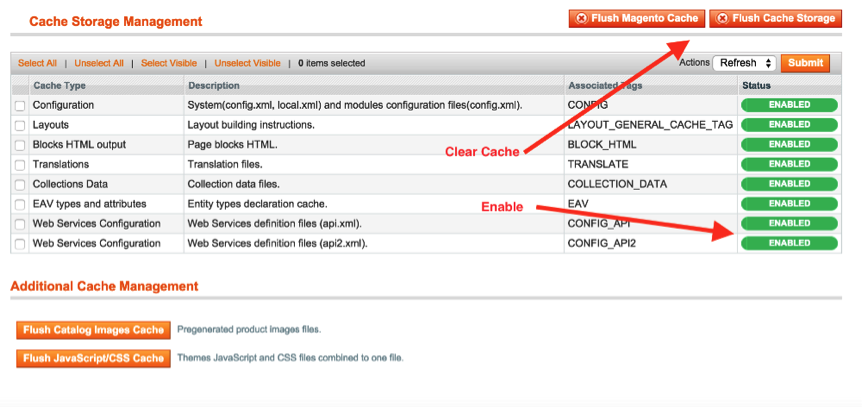 Cache Storage Management
Flush Magento Cache Flush Cache Storage
Select All | Unselect All | Select Visible | Unselect Visible | 0 items selected Actions Refresh Submit
Cache Type Description Associated Tags Status
Configuration System(config.xml, local.xml) and modules configuration files(config.xml). CONFIG ENABLED
Layouts Layout building instructions. LAYOUT_GENERAL_CACHE_TAG ENABLED
Blocks HTML output Page blocks HTML. BLOCK_HTML ENABLED
Clear Cache
Translations Translation files. TRANSLATE ENABLED
Collections Data Collection data files. COLLECTION_DATA ENABLED
EAV types and attributes Entity types declaration cache. EAV ENABLED
Enable
Web Services Configuration Web Services definition files (api.xml). CONFIG_API ENABLED
Web Services Configuration Web Services definition files (api2.xml). CONFIG_API2 ENABLED
Additional Cache Management
Flush Catalog Images Cache Pregenerated product images files.
Flush JavaScript/CSS Cache Themes JavaScript and CSS files combined to one file.